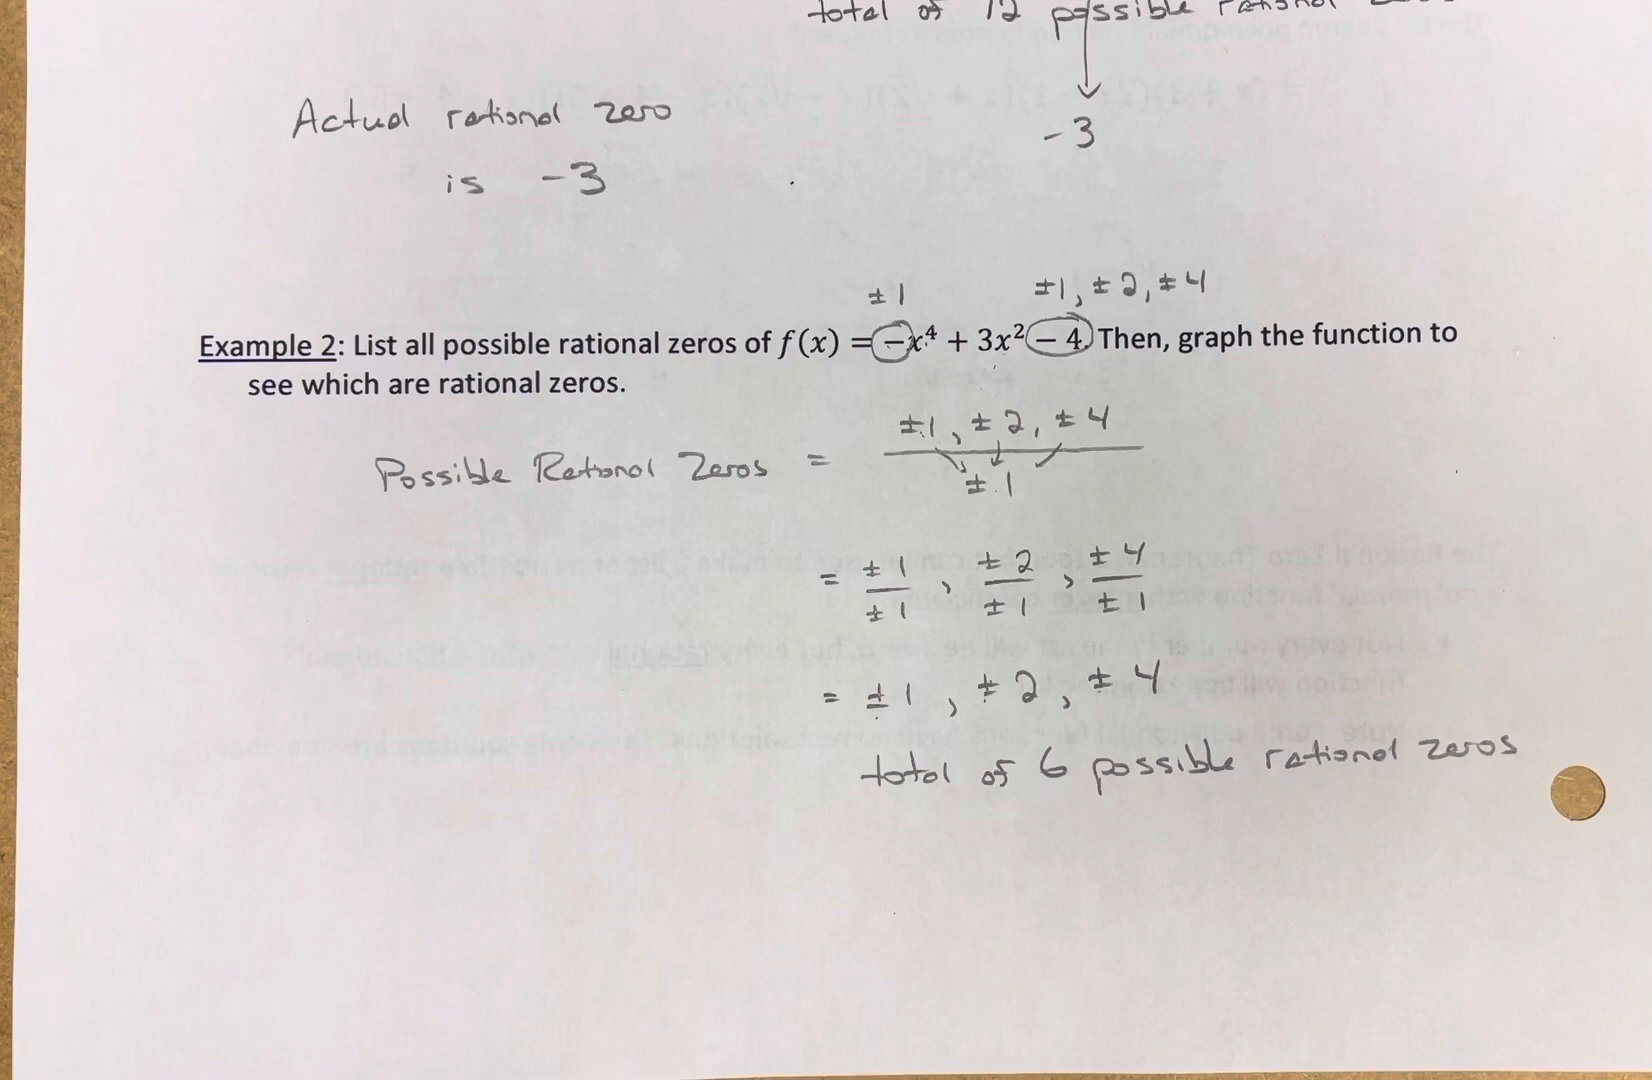 total of 12 possible rational
Actual rational zero
-3
is -3
±1 ±1, ±2, ±4
Example 2: List all possible rational zeros of f(x) = −x⁴ + 3x² − 4. Then, graph the function to
see which are rational zeros.
±1, ±2, ±4
Possible Rational Zeros =
±1
= ±1/±1, ±2/±1, ±4/±1
= ±1, ±2, ±4
total of 6 possible rational zeros